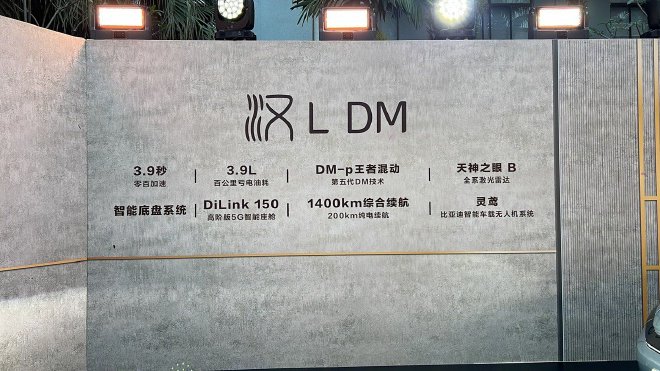 汉 L DM
3.9秒
零百加速
3.9L
百公里亏电油耗
DM-p王者混动
第五代DM技术
天神之眼 B
全系激光雷达
智能底盘系统
DiLink 150
高阶版5G智能座舱
1400km综合续航
200km纯电续航
灵鸢
比亚迪智能车载无人机系统